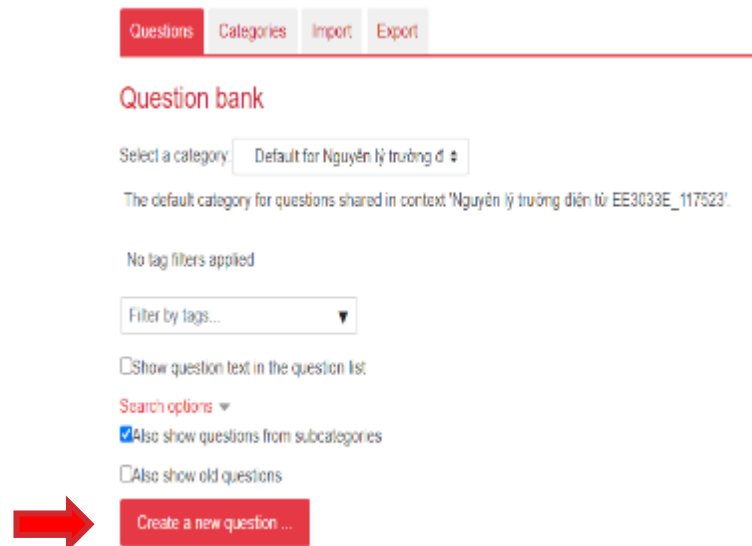 Questions Categories Import Export
Question bank
Select a category: Default for Nguyên lý trường đ
The default category for questions shared in context 'Nguyên lý trường điện từ EE3033E_117523'.
No tag filters applied
Filter by tags...
Show question text in the question list
Search options
Also show questions from subcategories
Also show old questions
Create a new question ...